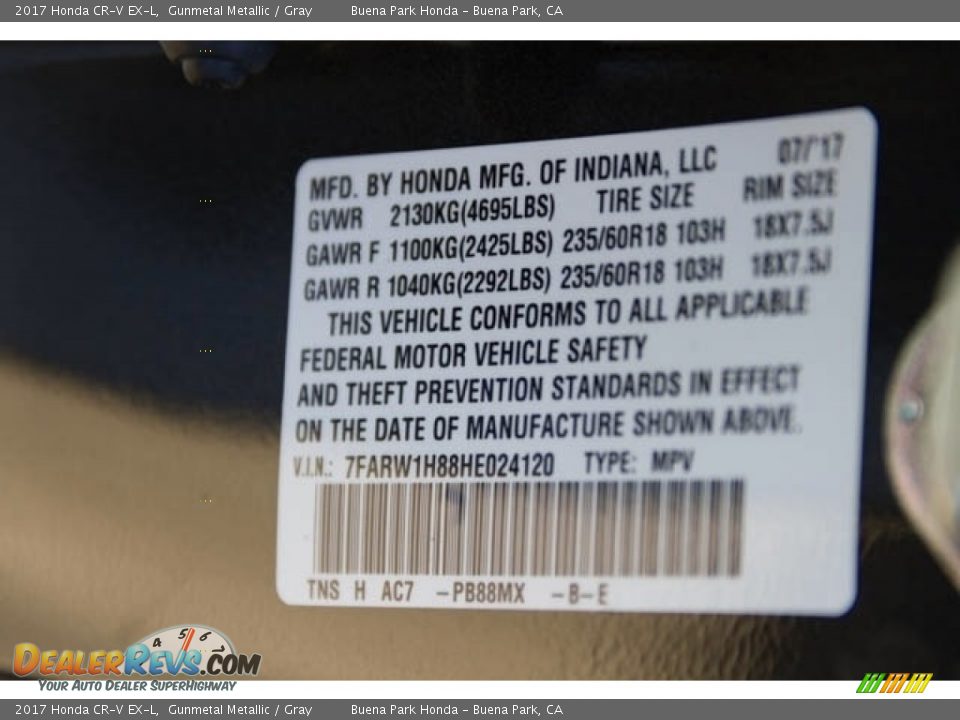 2017 Honda CR-V EX-L, Gunmetal Metallic / Gray Buena Park Honda - Buena Park, CA
07/'17
MFD. BY HONDA MFG. OF INDIANA, LLC
GVWR 2130KG(4695LBS) TIRE SIZE RIM SIZE
GAWR F 1100KG(2425LBS) 235/60R18 103H 18X7.5J
GAWR R 1040KG(2292LBS) 235/60R18 103H 18X7.5J
THIS VEHICLE CONFORMS TO ALL APPLICABLE
FEDERAL MOTOR VEHICLE SAFETY
AND THEFT PREVENTION STANDARDS IN EFFECT
ON THE DATE OF MANUFACTURE SHOWN ABOVE.
V.I.N.: 7FARW1H88HE024120 TYPE: MPV
TNS H AC7 -PB88MX -B-E
4 5 6
DEALERREVS.COM
YOUR AUTO DEALER SUPERHIGHWAY
2017 Honda CR-V EX-L, Gunmetal Metallic / Gray Buena Park Honda - Buena Park, CA